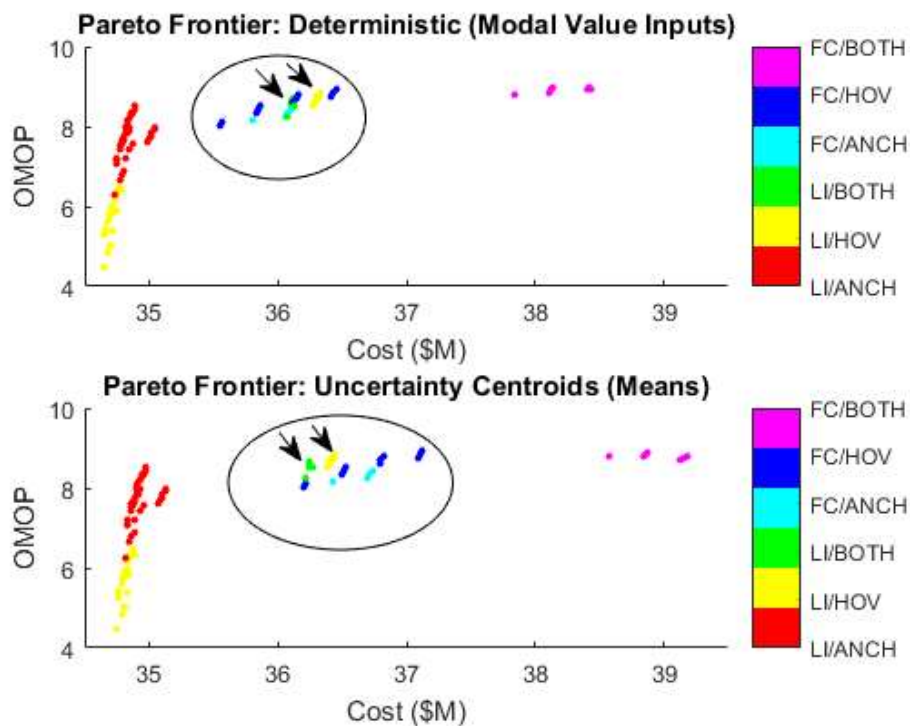 Pareto Frontier: Deterministic (Modal Value Inputs)
10
8
6
4
OMOP
35 36 37 38 39
Cost ($M)
FC/BOTH
FC/HOV
FC/ANCH
LI/BOTH
LI/HOV
LI/ANCH
Pareto Frontier: Uncertainty Centroids (Means)
10
8
6
4
OMOP
35 36 37 38 39
Cost ($M)
FC/BOTH
FC/HOV
FC/ANCH
LI/BOTH
LI/HOV
LI/ANCH